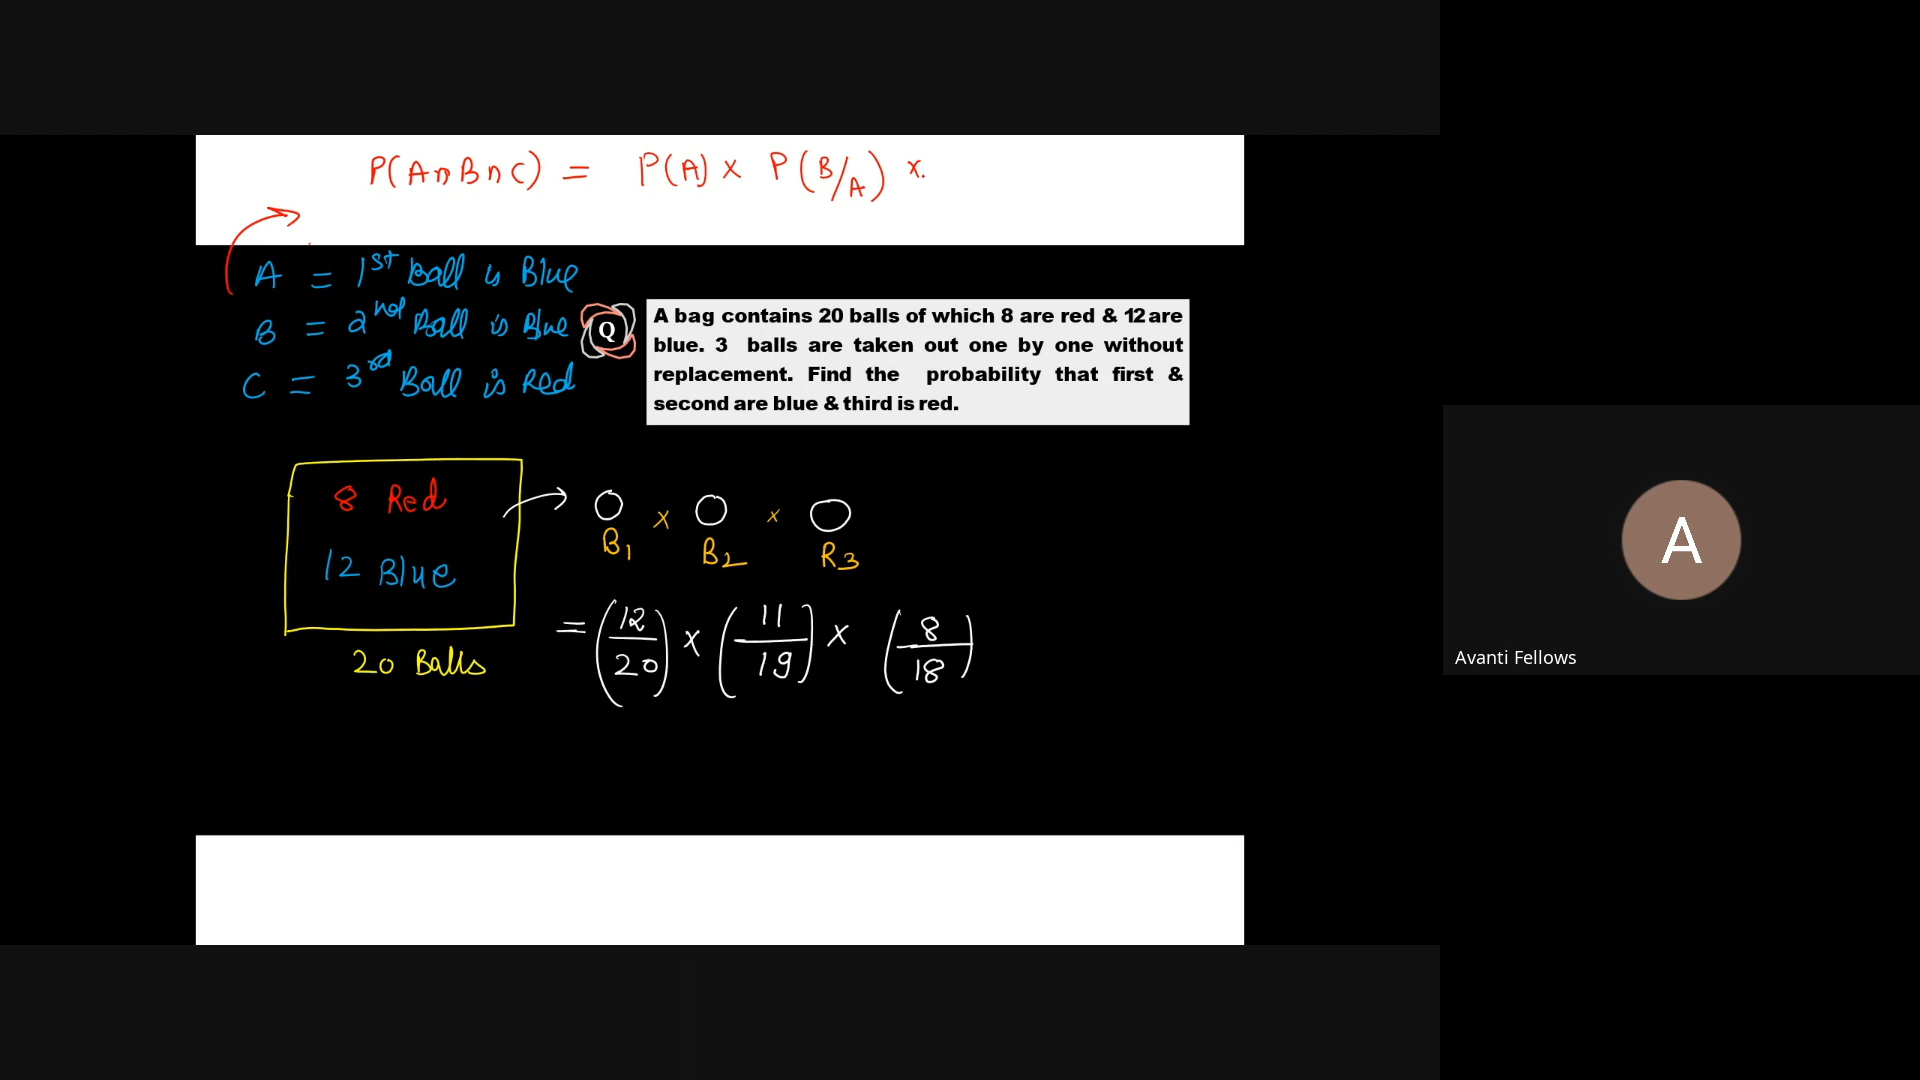 P(A∩B∩C) = P(A) x P(B/A) x
A = 1st Ball is Blue
B = 2nd Ball is Blue
C = 3rd Ball is Red
Q
A bag contains 20 balls of which 8 are red & 12 are
blue. 3 balls are taken out one by one without
replacement. Find the probability that first &
second are blue & third is red.
8 Red
12 Blue
20 Balls
B1 x B2 x R3
= (12/20) x (11/19) x (8/18)
A
Avanti Fellows